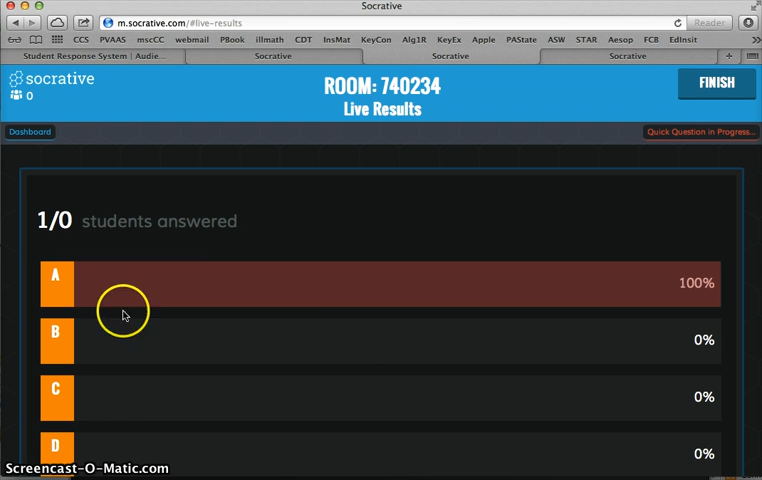 Socrative
m.socrative.com/#live-results
Reader
CCS PVAAS mscCC webmail PBook illmath CDT InsMat KeyCon Alg1R KeyEx Apple PAState ASW STAR Aesop FCB EdInsit
Student Response System | Audie... Socrative Socrative Socrative +
socrative
0
ROOM: 740234
Live Results
FINISH
Dashboard
Quick Question in Progress...
1/0 students answered
A 100%
B 0%
C 0%
D 0%
Screencast-O-Matic.com